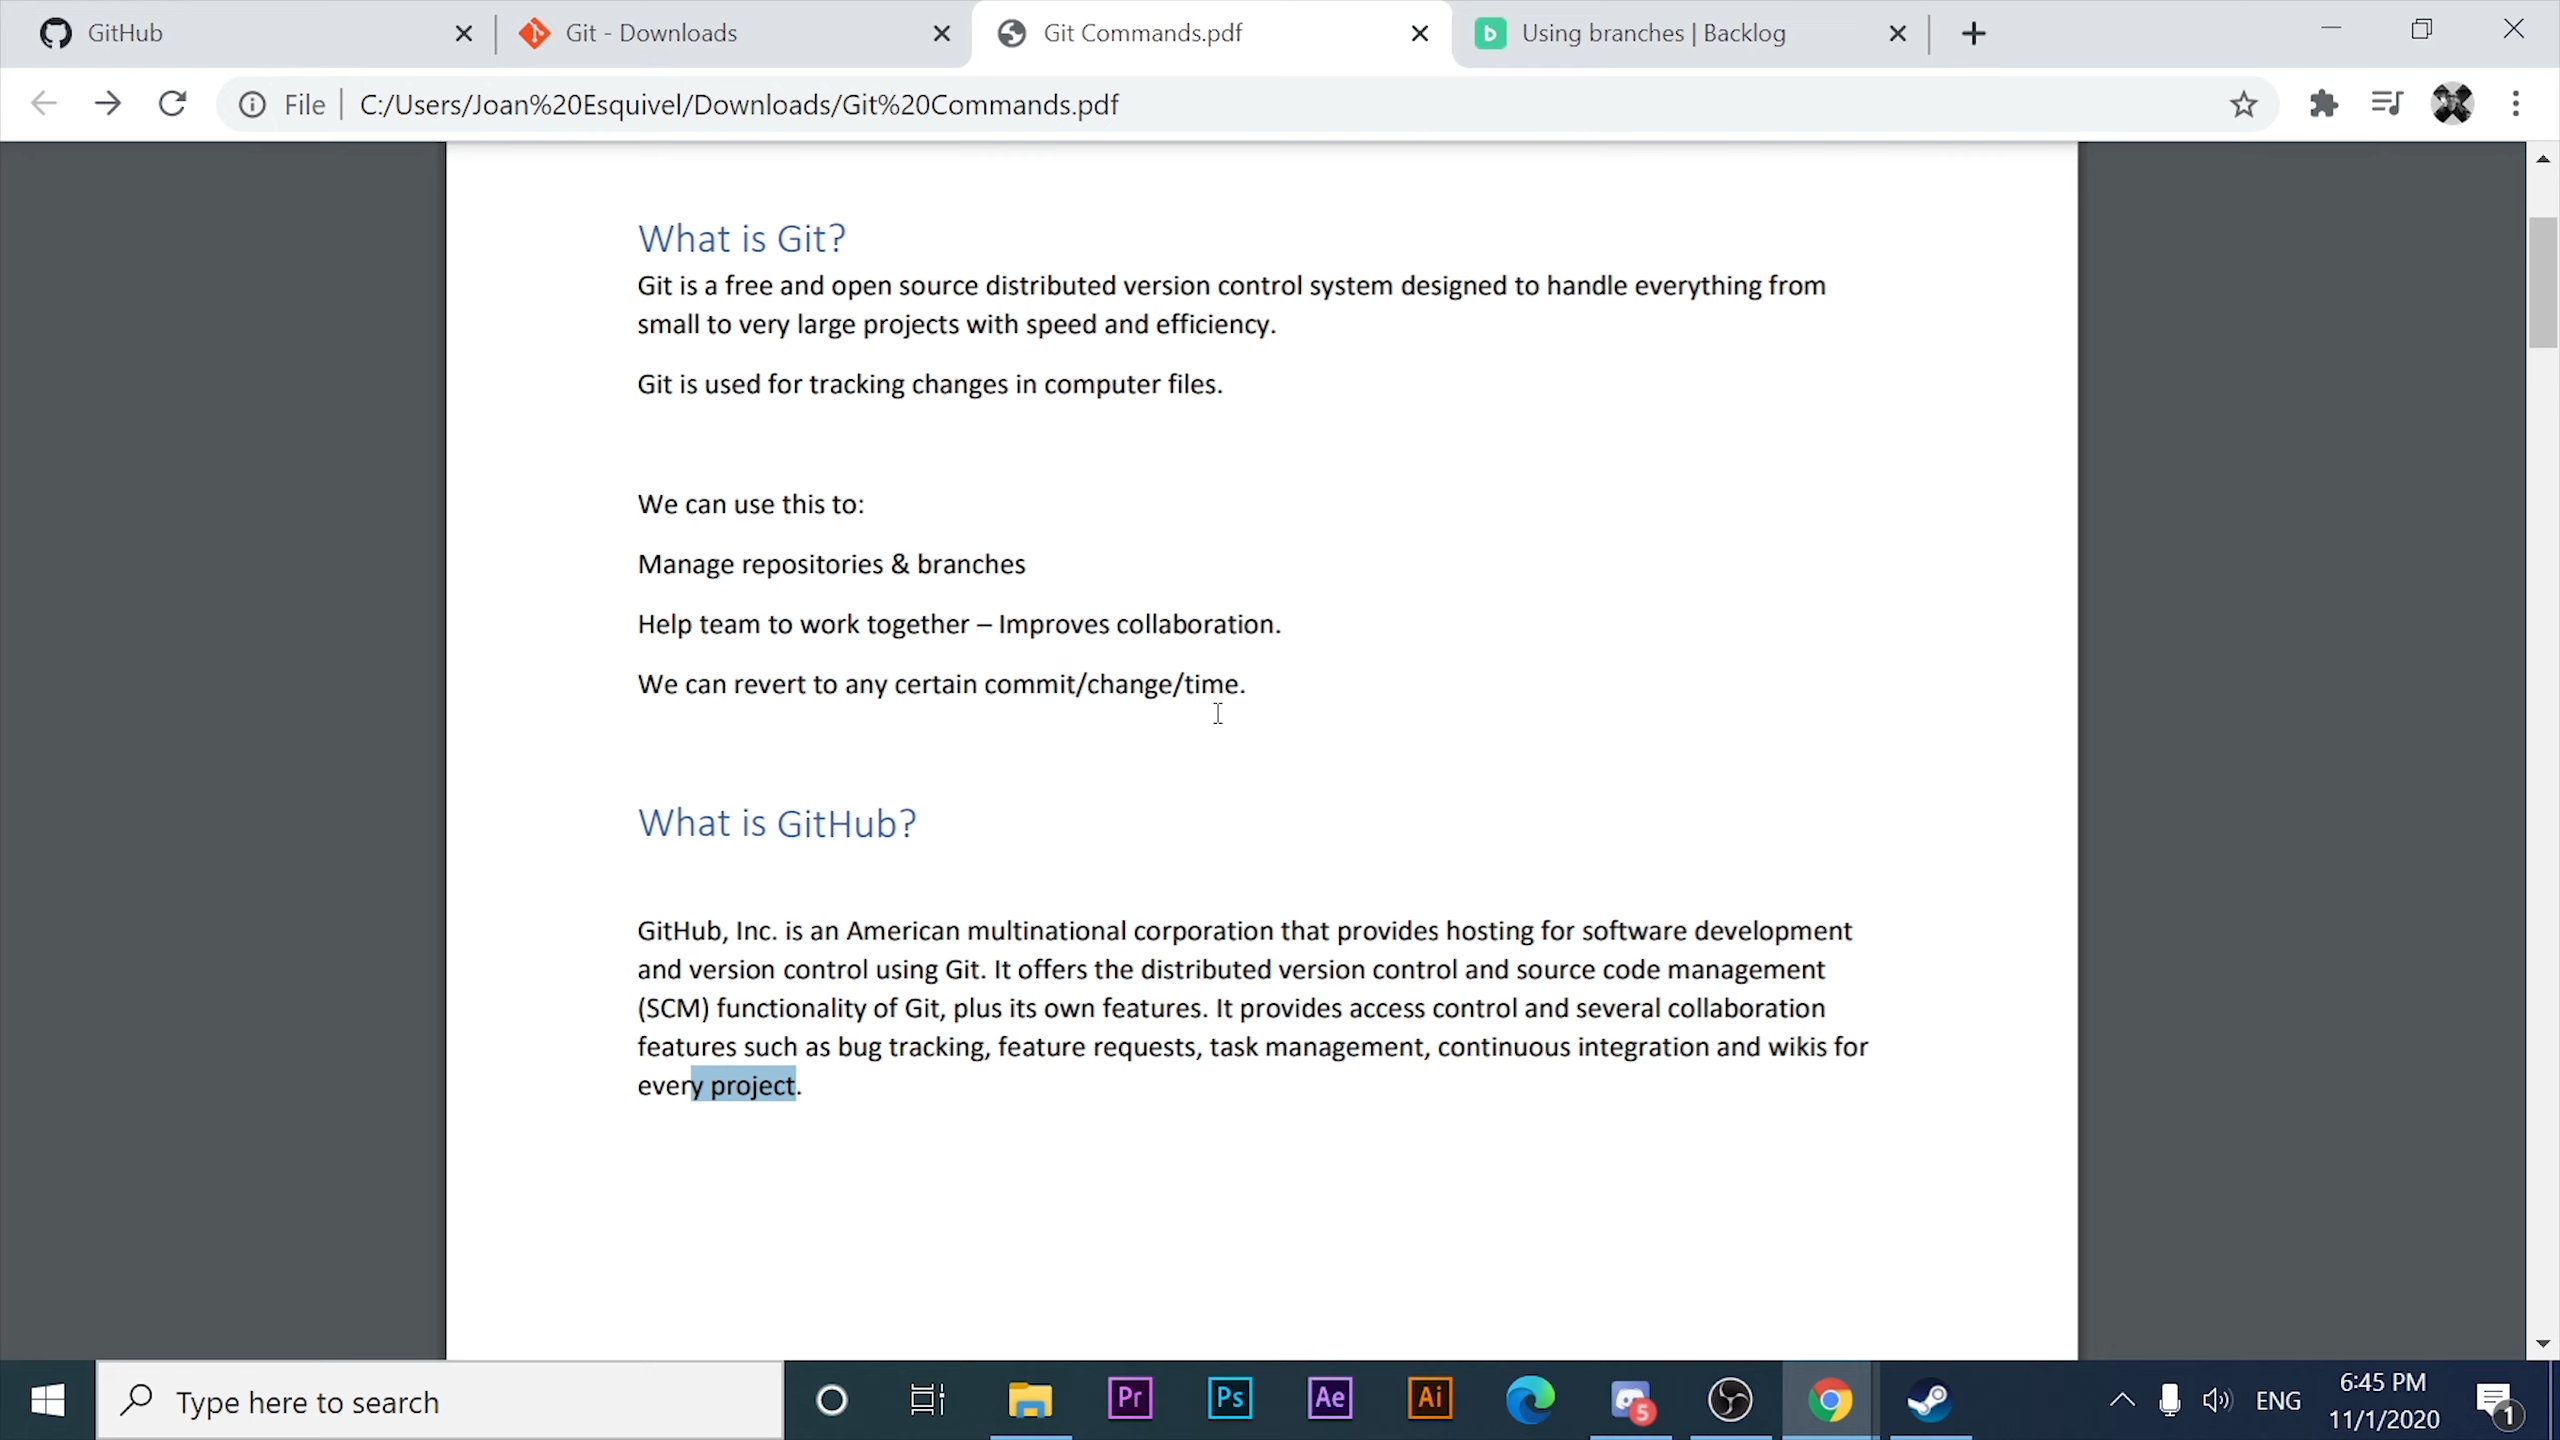 GitHub
Git - Downloads
Git Commands.pdf
Using branches | Backlog
File
C:/Users/Joan%20Esquivel/Downloads/Git%20Commands.pdf
What is Git?
Git is a free and open source distributed version control system designed to handle everything from
small to very large projects with speed and efficiency.
Git is used for tracking changes in computer files.
We can use this to:
Manage repositories & branches
Help team to work together – Improves collaboration.
We can revert to any certain commit/change/time.
What is GitHub?
GitHub, Inc. is an American multinational corporation that provides hosting for software development
and version control using Git. It offers the distributed version control and source code management
(SCM) functionality of Git, plus its own features. It provides access control and several collaboration
features such as bug tracking, feature requests, task management, continuous integration and wikis for
every project.
Type here to search
Pr
Ps
Ae
Ai
5
ENG
6:45 PM
11/1/2020
1